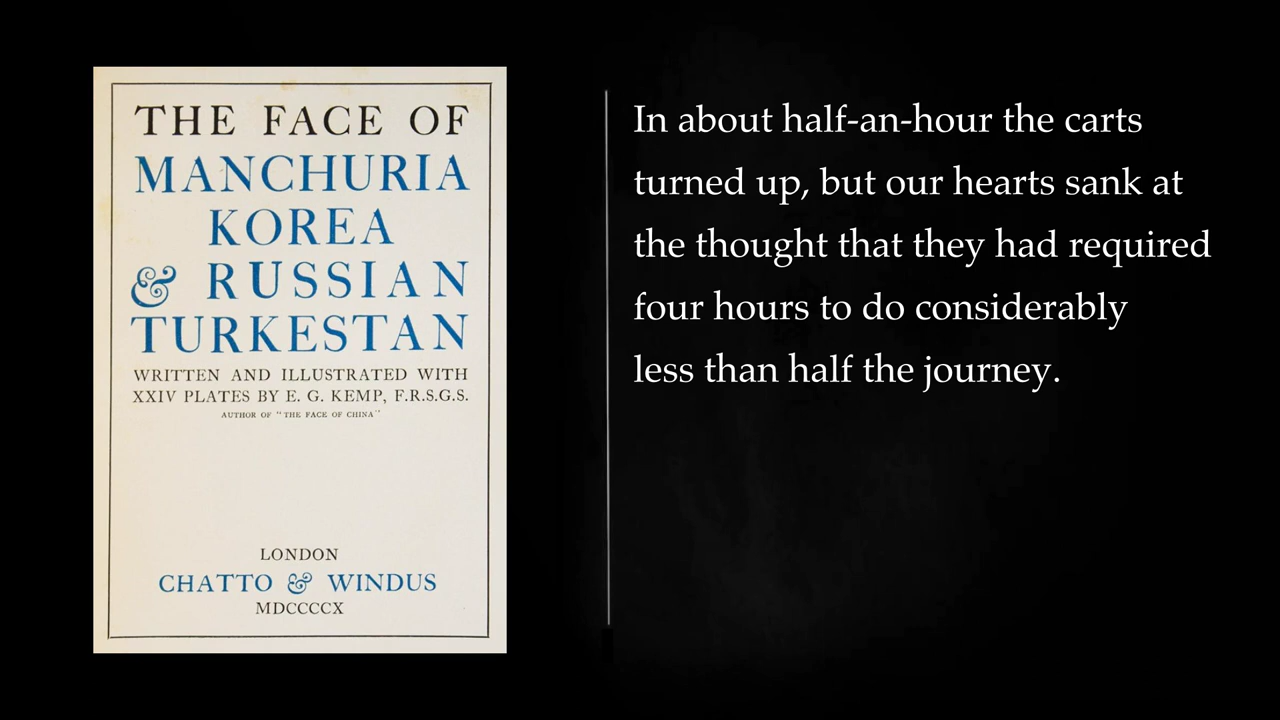 THE FACE OF
MANCHURIA
KOREA
& RUSSIAN
TURKESTAN
WRITTEN AND ILLUSTRATED WITH
XXIV PLATES BY E. G. KEMP, F.R.S.G.S.
AUTHOR OF "THE FACE OF CHINA"
LONDON
CHATTO & WINDUS
MDCCCCX
In about half-an-hour the carts
turned up, but our hearts sank at
the thought that they had required
four hours to do considerably
less than half the journey.